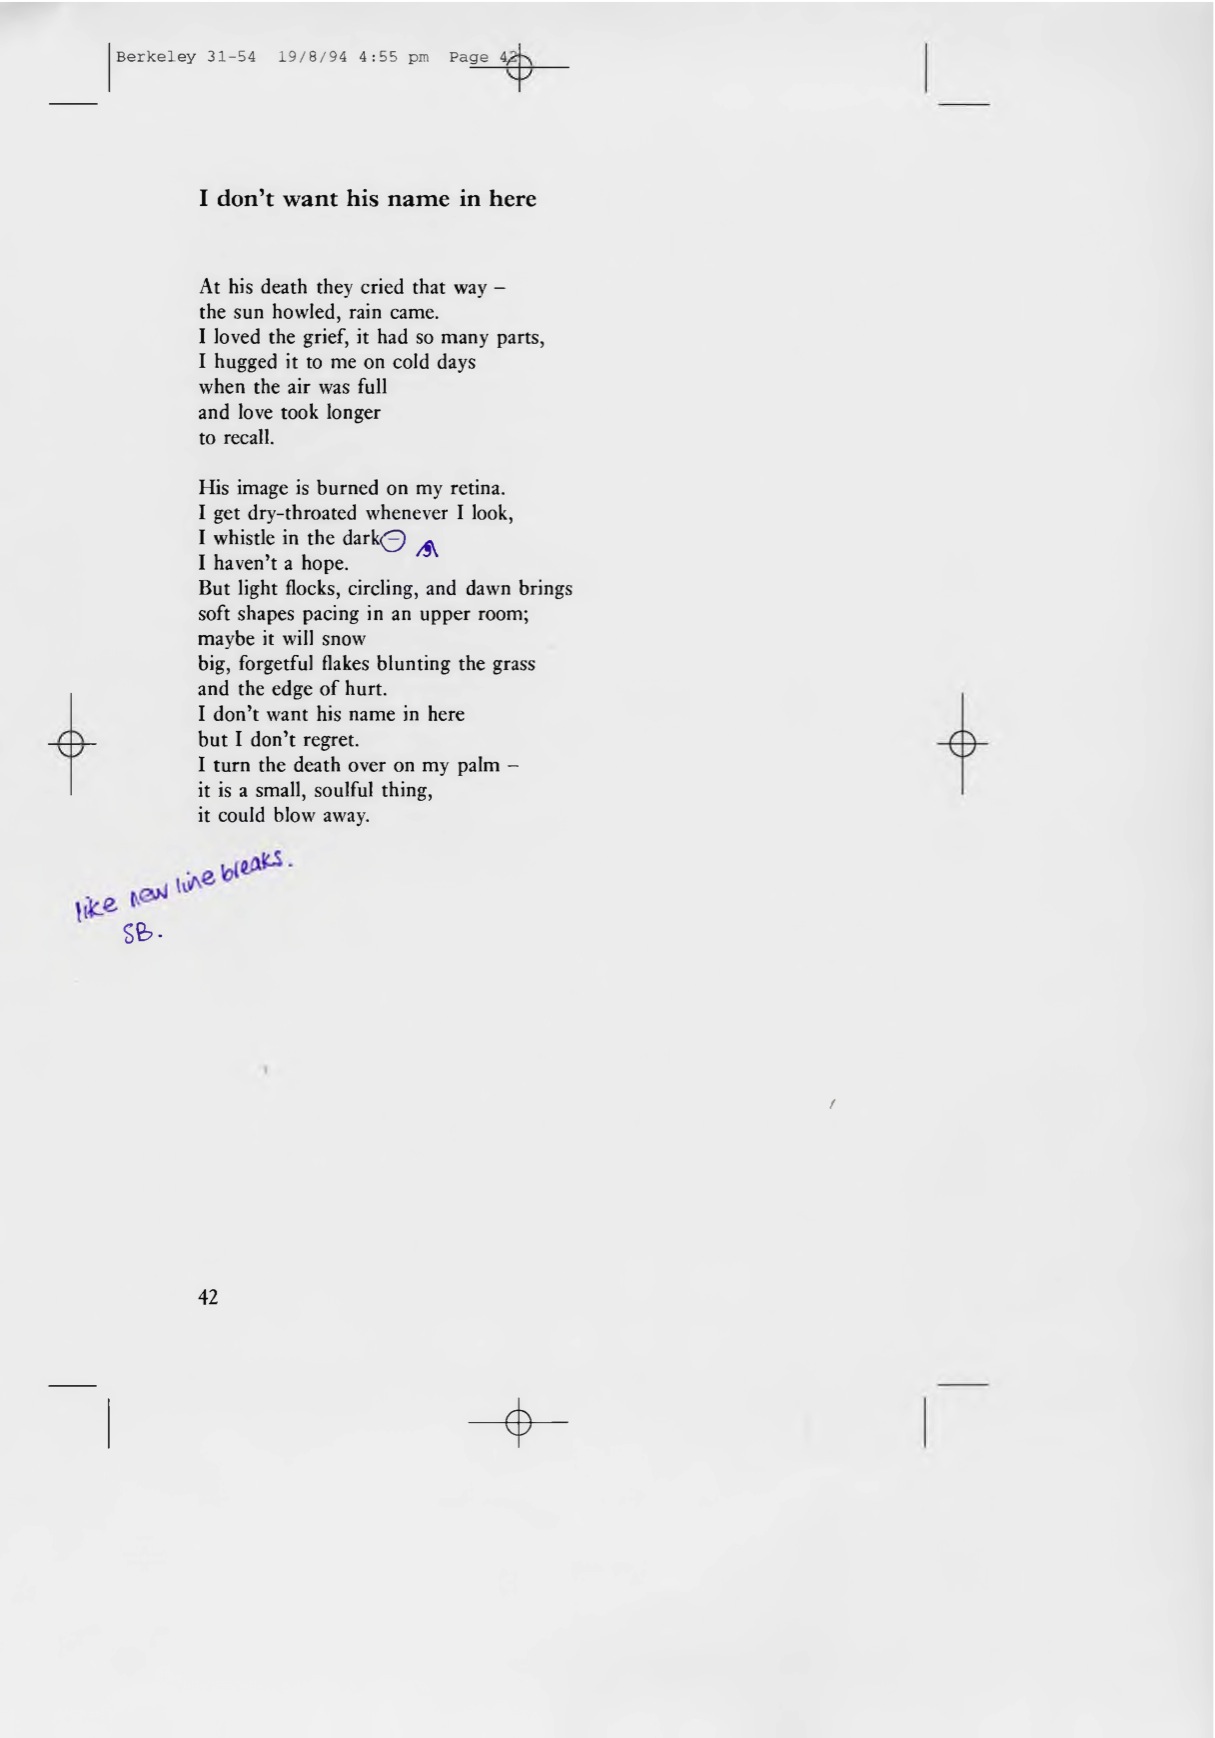 Berkeley 31-54  19/8/94 4:55 pm  Page 42
I don't want his name in here
At his death they cried that way –
the sun howled, rain came.
I loved the grief, it had so many parts,
I hugged it to me on cold days
when the air was full
and love took longer
to recall.
His image is burned on my retina.
I get dry-throated whenever I look,
I whistle in the dark –
I haven't a hope.
But light flocks, circling, and dawn brings
soft shapes pacing in an upper room;
maybe it will snow
big, forgetful flakes blunting the grass
and the edge of hurt.
I don't want his name in here
but I don't regret.
I turn the death over on my palm –
it is a small, soulful thing,
it could blow away.
like new line breaks.
SB.
42